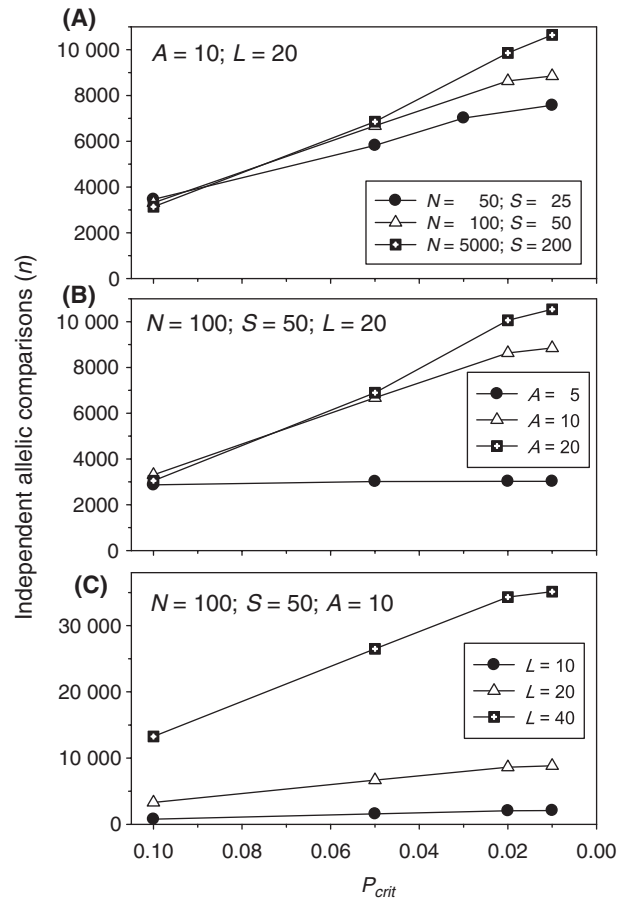 (A)
A = 10; L = 20
10 000
8000
6000
4000
2000
0
N = 50; S = 25
N = 100; S = 50
N = 5000; S = 200
(B)
N = 100; S = 50; L = 20
10 000
8000
6000
4000
2000
0
A = 5
A = 10
A = 20
Independent allelic comparisons (n)
(C)
N = 100; S = 50; A = 10
30 000
20 000
10 000
0
L = 10
L = 20
L = 40
0.10 0.08 0.06 0.04 0.02 0.00
Pcrit